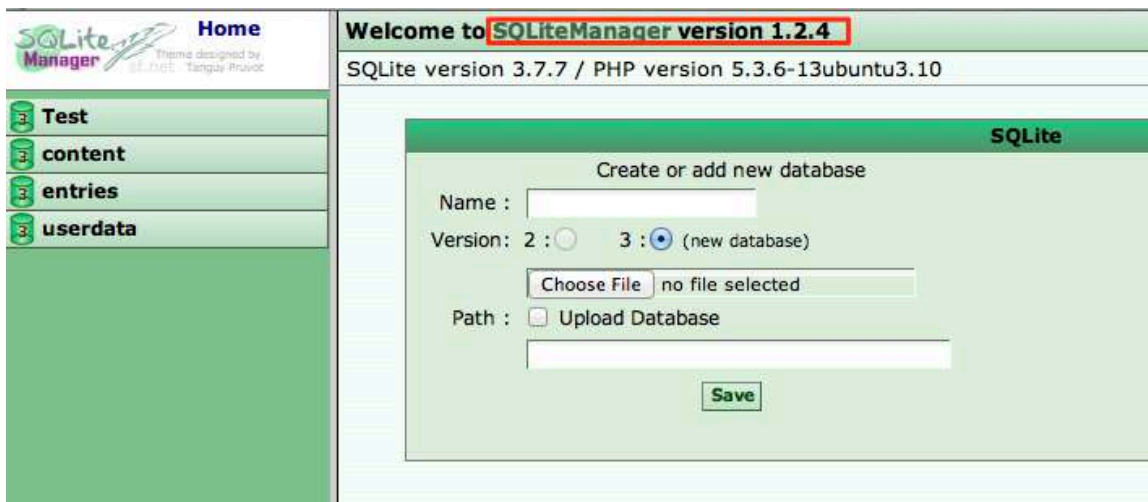 SQLite
Manager
Home
Theme designed by
Tanguy Pruvot
Test
content
entries
userdata
Welcome to SQLiteManager version 1.2.4
SQLite version 3.7.7 / PHP version 5.3.6-13ubuntu3.10
SQLite
Create or add new database
Name :
Version: 2 : 3 : (new database)
Choose File no file selected
Path : Upload Database
Save